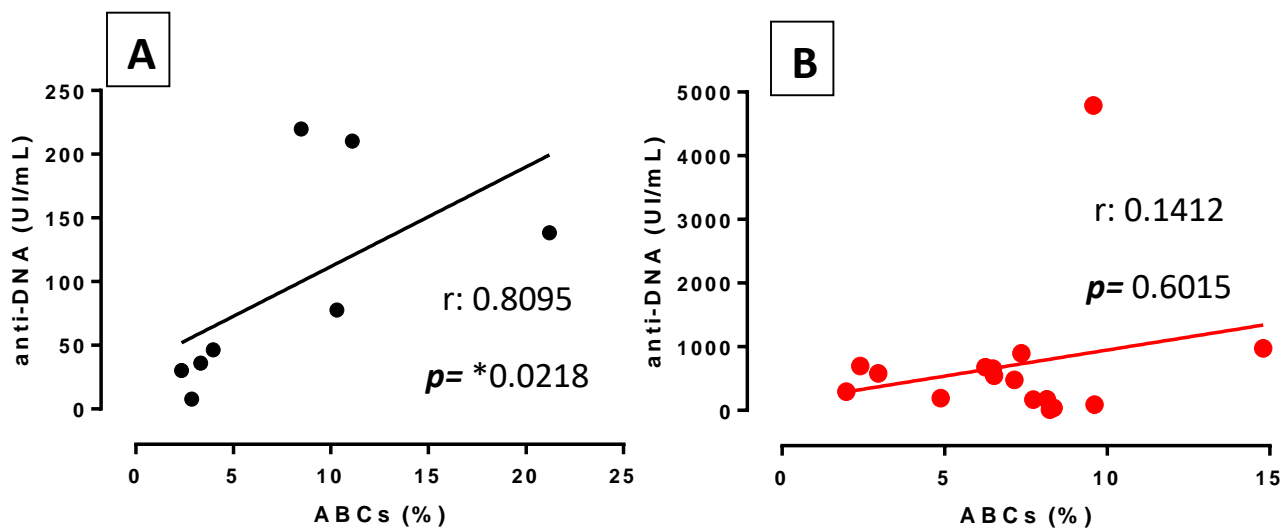 A
250
200
150
100
50
0
anti-DNA (UI/mL)
r: 0.8095
p= *0.0218
0 5 10 15 20 25
ABCs (%)
B
5000
4000
3000
2000
1000
0
anti-DNA (UI/mL)
r: 0.1412
p= 0.6015
0 5 10 15
ABCs (%)